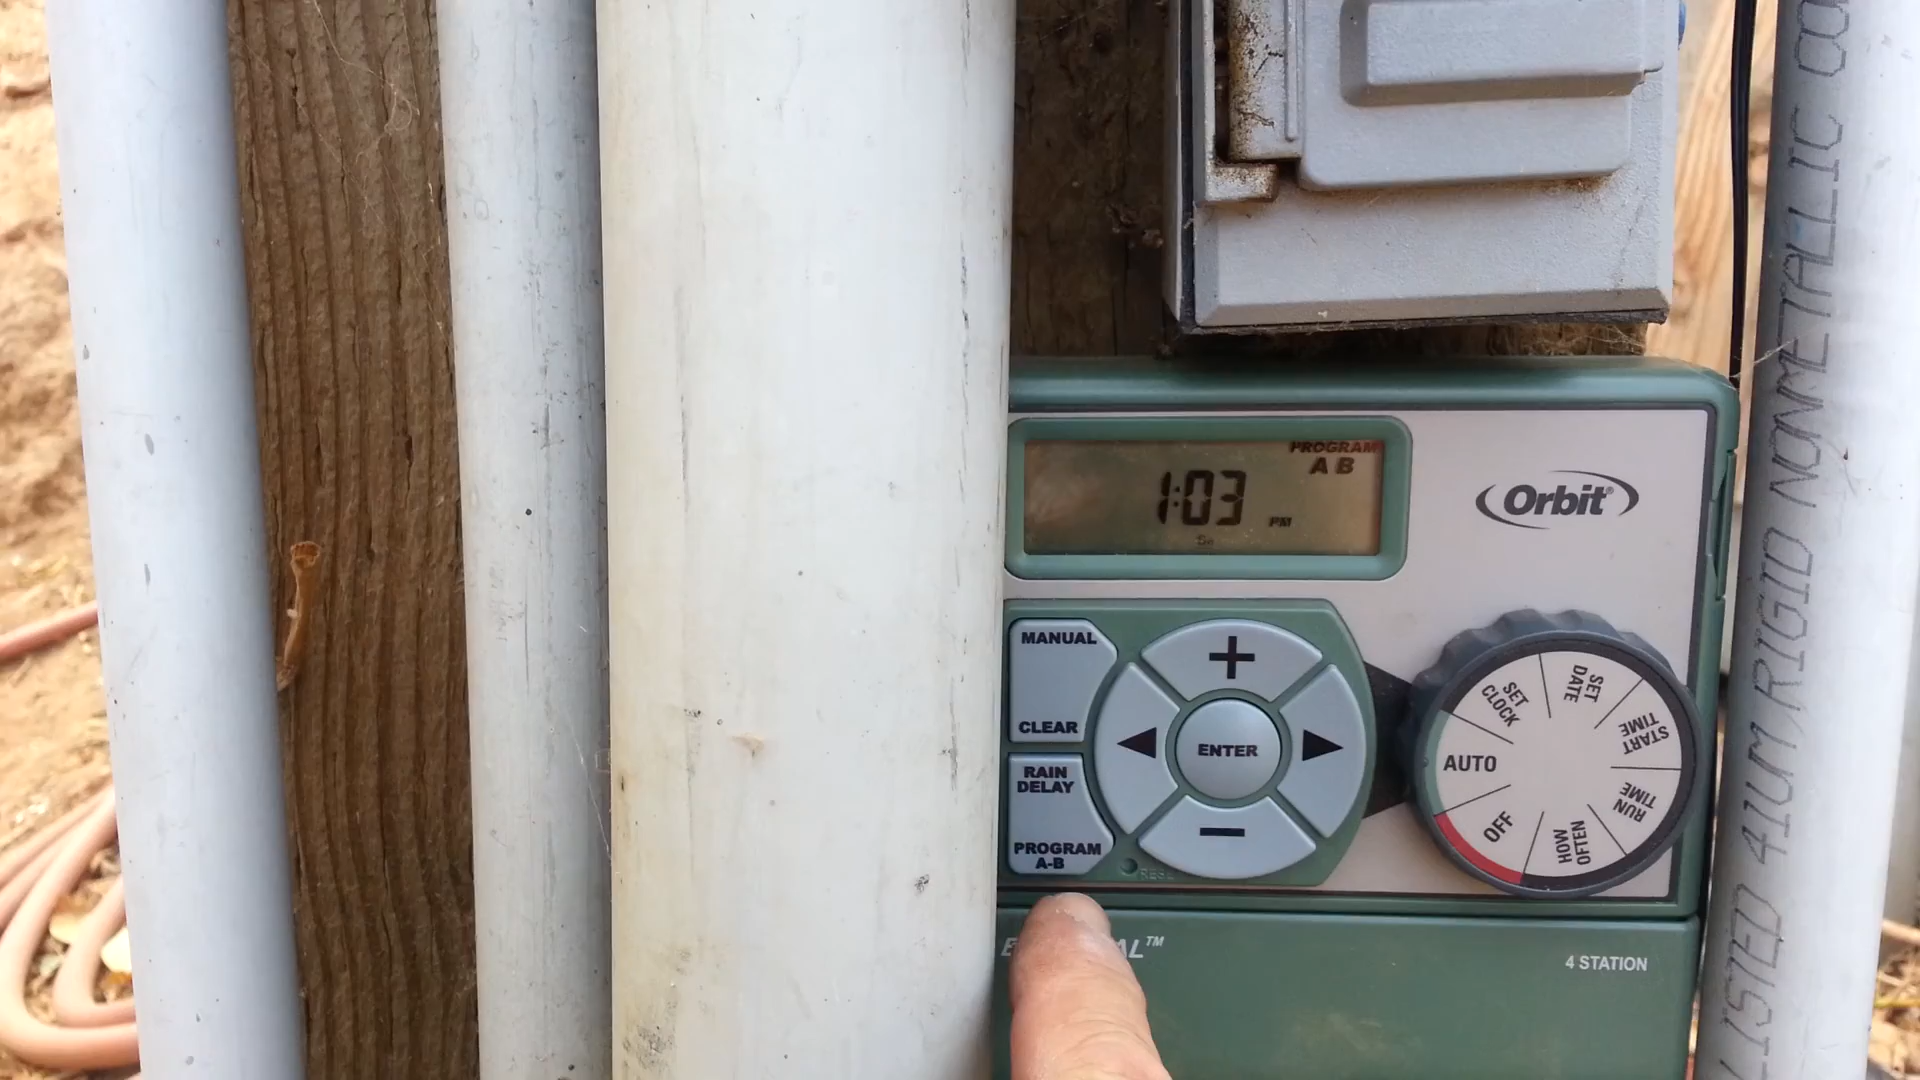 PROGRAM
A B
1:03 PM
Orbit
MANUAL
CLEAR
RAIN
DELAY
PROGRAM
A-B
+
ENTER
−
SET
CLOCK
SET
DATE
START
TIME
RUN
TIME
HOW
OFTEN
OFF
AUTO
4 STATION
LISTED 41UM, RIGID NONMETALLIC